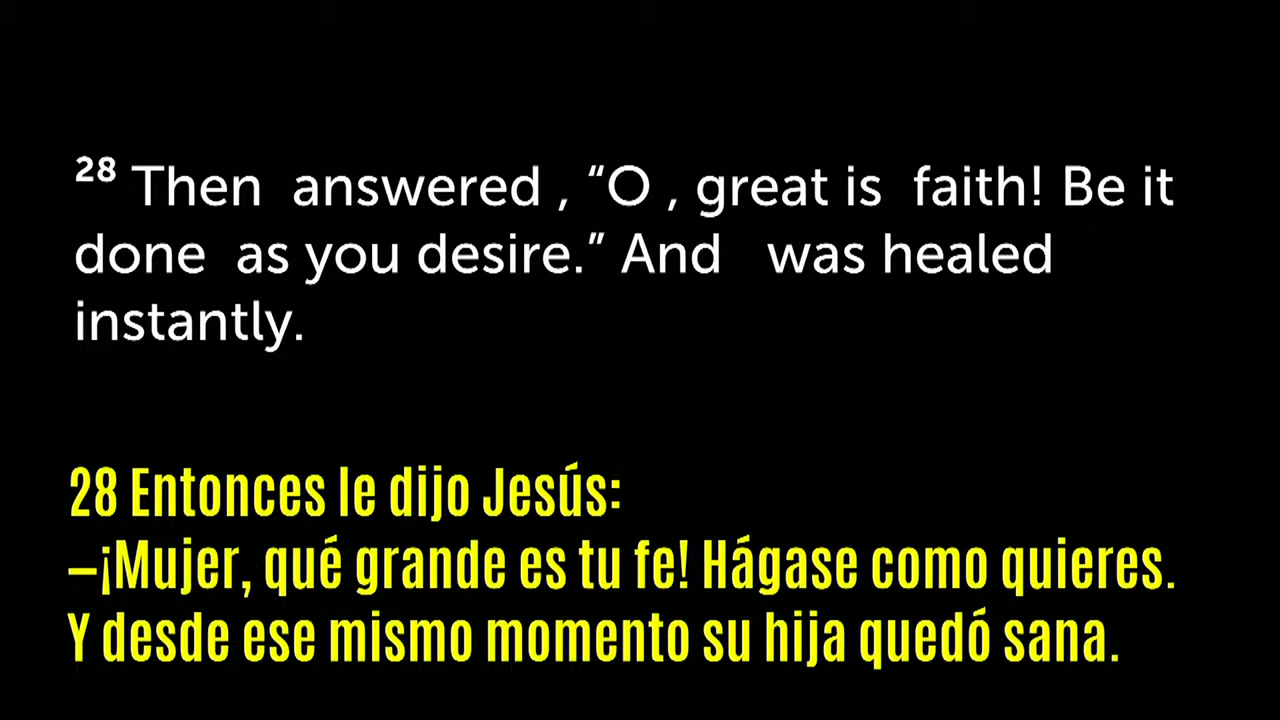 28 Then  answered , “O , great is  faith! Be it
done  as you desire.” And   was healed
instantly.
28 Entonces le dijo Jesús:
—¡Mujer, qué grande es tu fe! Hágase como quieres.
Y desde ese mismo momento su hija quedó sana.